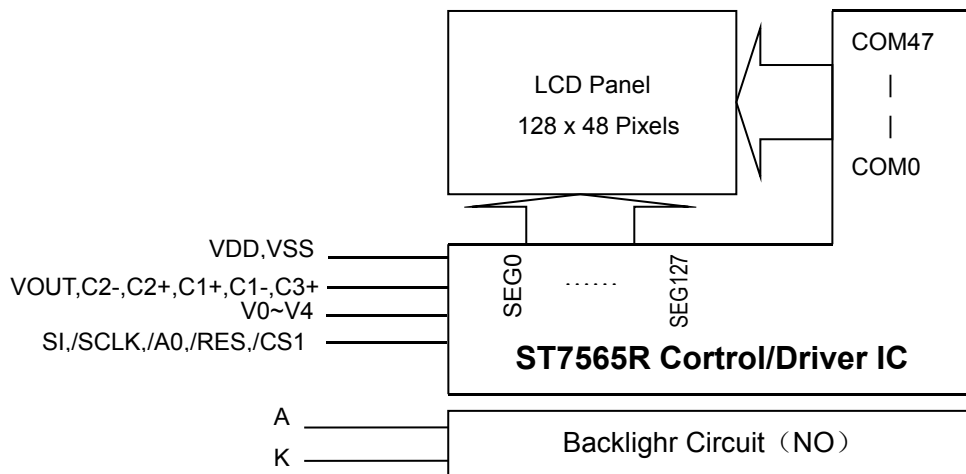 LCD Panel
128 x 48 Pixels
COM47
|
|
COM0
VDD,VSS
VOUT,C2-,C2+,C1+,C1-,C3+
V0~V4
SI,/SCLK,/A0,/RES,/CS1
SEG0
......
SEG127
ST7565R Cortrol/Driver IC
A
K
Backlighr Circuit（NO）